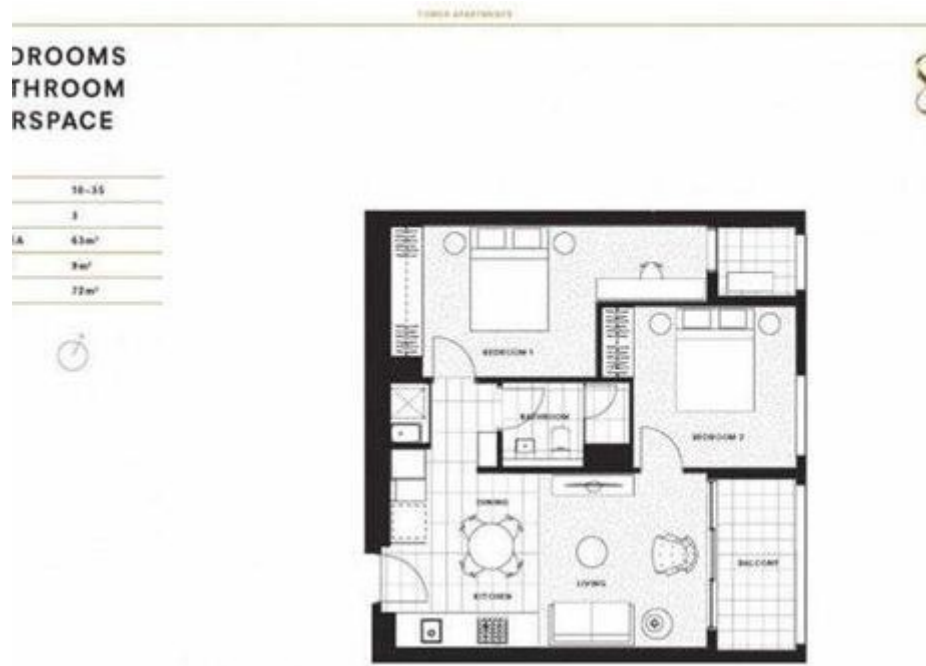 TOWER APARTMENTS
DROOMS
THROOM
RSPACE
10-35
3
EA 63m²
9m²
72m²
BEDROOM 1
BATHROOM
BEDROOM 2
DINING
BALCONY
LIVING
KITCHEN